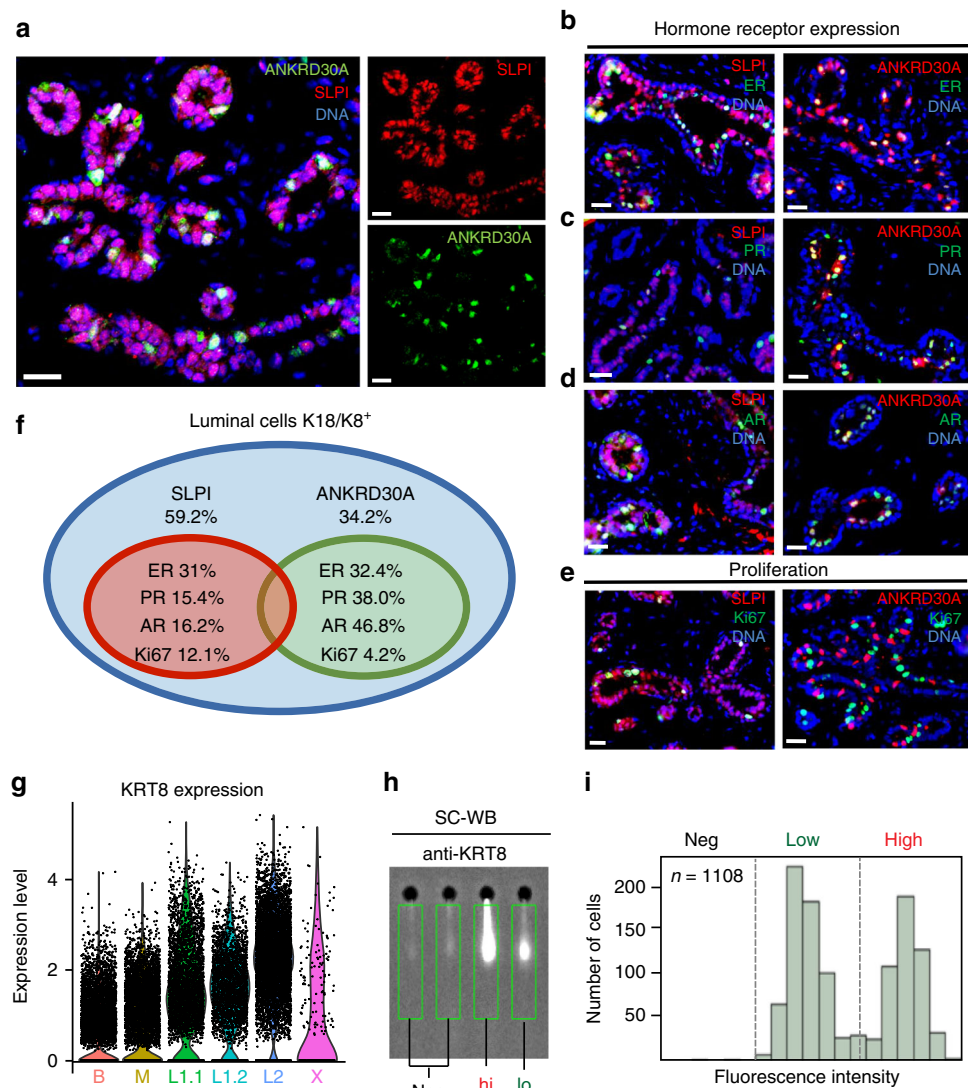 a
ANKRD30A
SLPI
DNA
SLPI
ANKRD30A
b
Hormone receptor expression
SLPI
ER
DNA
ANKRD30A
ER
DNA
c
SLPI
PR
DNA
ANKRD30A
PR
DNA
d
SLPI
AR
DNA
ANKRD30A
AR
DNA
e
Proliferation
SLPI
Ki67
DNA
ANKRD30A
Ki67
DNA
f
Luminal cells K18/K8+
SLPI
59.2%
ANKRD30A
34.2%
ER 31%
PR 15.4%
AR 16.2%
Ki67 12.1%
ER 32.4%
PR 38.0%
AR 46.8%
Ki67 4.2%
g
KRT8 expression
Expression level
4
2
0
B M L1.1 L1.2 L2 X
h
SC-WB
anti-KRT8
hi
lo
i
Neg Low High
n = 1108
Number of cells
200
150
100
50
0
Fluorescence intensity